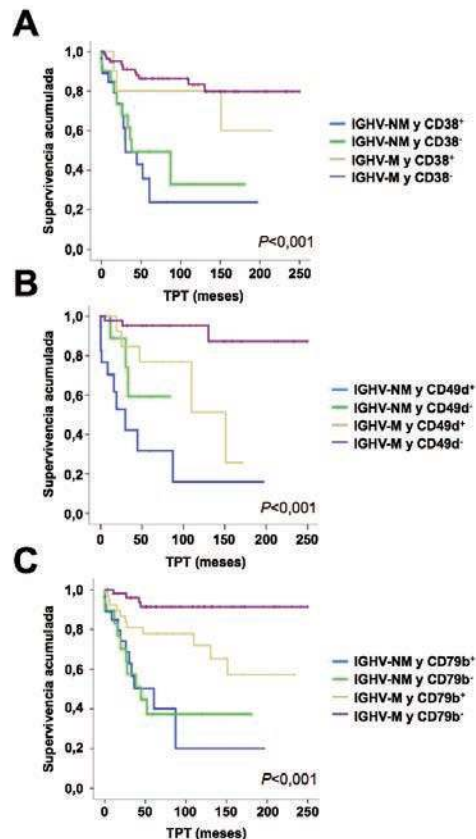 A
Supervivencia acumulada
1,0
0,8
0,6
0,4
0,2
0,0
0 50 100 150 200 250
TPT (meses)
P<0,001
IGHV-NM y CD38+
IGHV-NM y CD38-
IGHV-M y CD38+
IGHV-M y CD38-
B
Supervivencia acumulada
1,0
0,8
0,6
0,4
0,2
0,0
0 50 100 150 200 250
TPT (meses)
P<0,001
IGHV-NM y CD49d+
IGHV-NM y CD49d-
IGHV-M y CD49d+
IGHV-M y CD49d-
C
Supervivencia acumulada
1,0
0,8
0,6
0,4
0,2
0,0
0 50 100 150 200 250
TPT (meses)
P<0,001
IGHV-NM y CD79b+
IGHV-NM y CD79b-
IGHV-M y CD79b+
IGHV-M y CD79b-